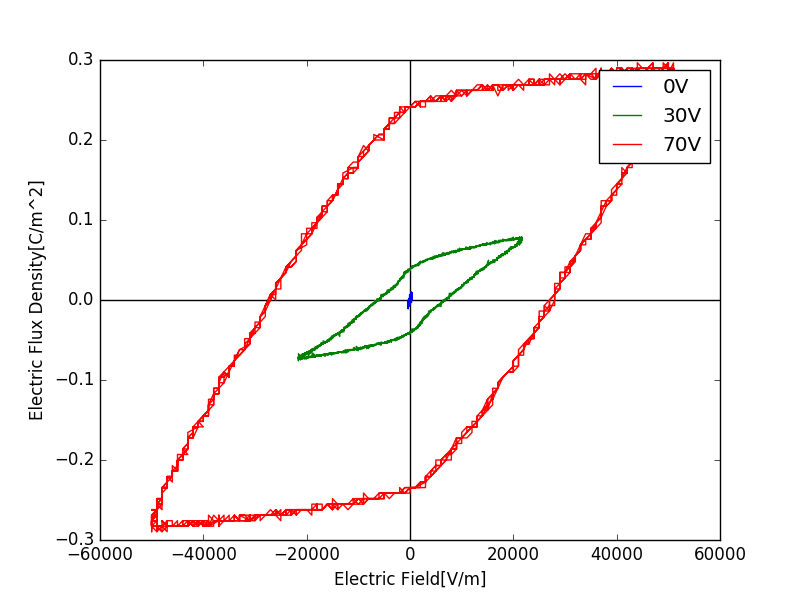 0.3
0.2
0.1
0.0
−0.1
−0.2
−0.3
−60000
−40000
−20000
0
20000
40000
60000
Electric Field[V/m]
Electric Flux Density[C/m^2]
0V
30V
70V